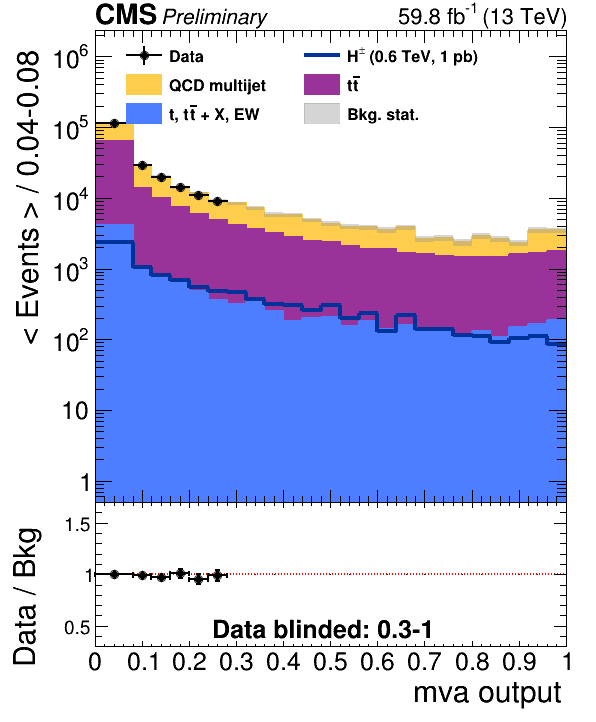 CMS Preliminary 59.8 fb⁻¹ (13 TeV)
< Events > / 0.04-0.08
10⁶
10⁵
10⁴
10³
10²
10
1
Data
H± (0.6 TeV, 1 pb)
QCD multijet
tt̄
t, tt̄ + X, EW
Bkg. stat.
Data / Bkg
1.5
1
0.5
Data blinded: 0.3-1
0 0.1 0.2 0.3 0.4 0.5 0.6 0.7 0.8 0.9 1
mva output